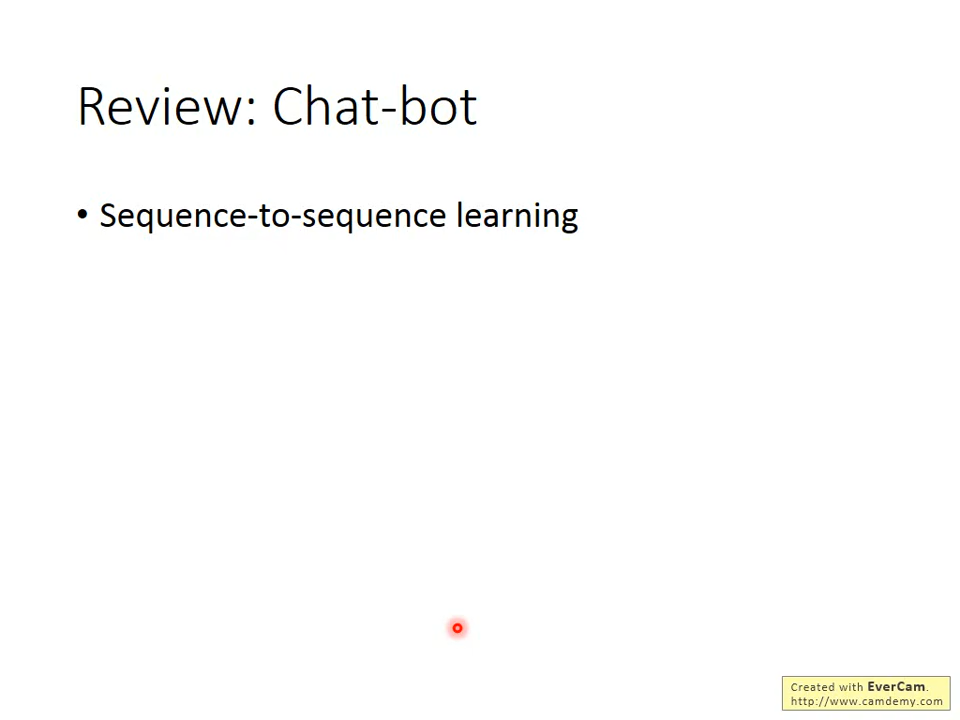 Review: Chat-bot
• Sequence-to-sequence learning
Created with EverCam.
http://www.camdemy.com